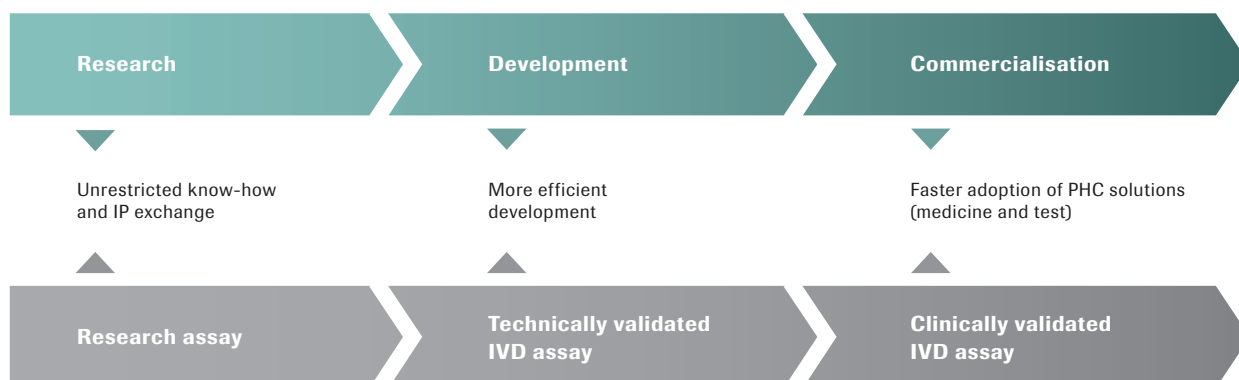 Research
Development
Commercialisation
Unrestricted know-how
and IP exchange
More efficient
development
Faster adoption of PHC solutions
(medicine and test)
Research assay
Technically validated
IVD assay
Clinically validated
IVD assay